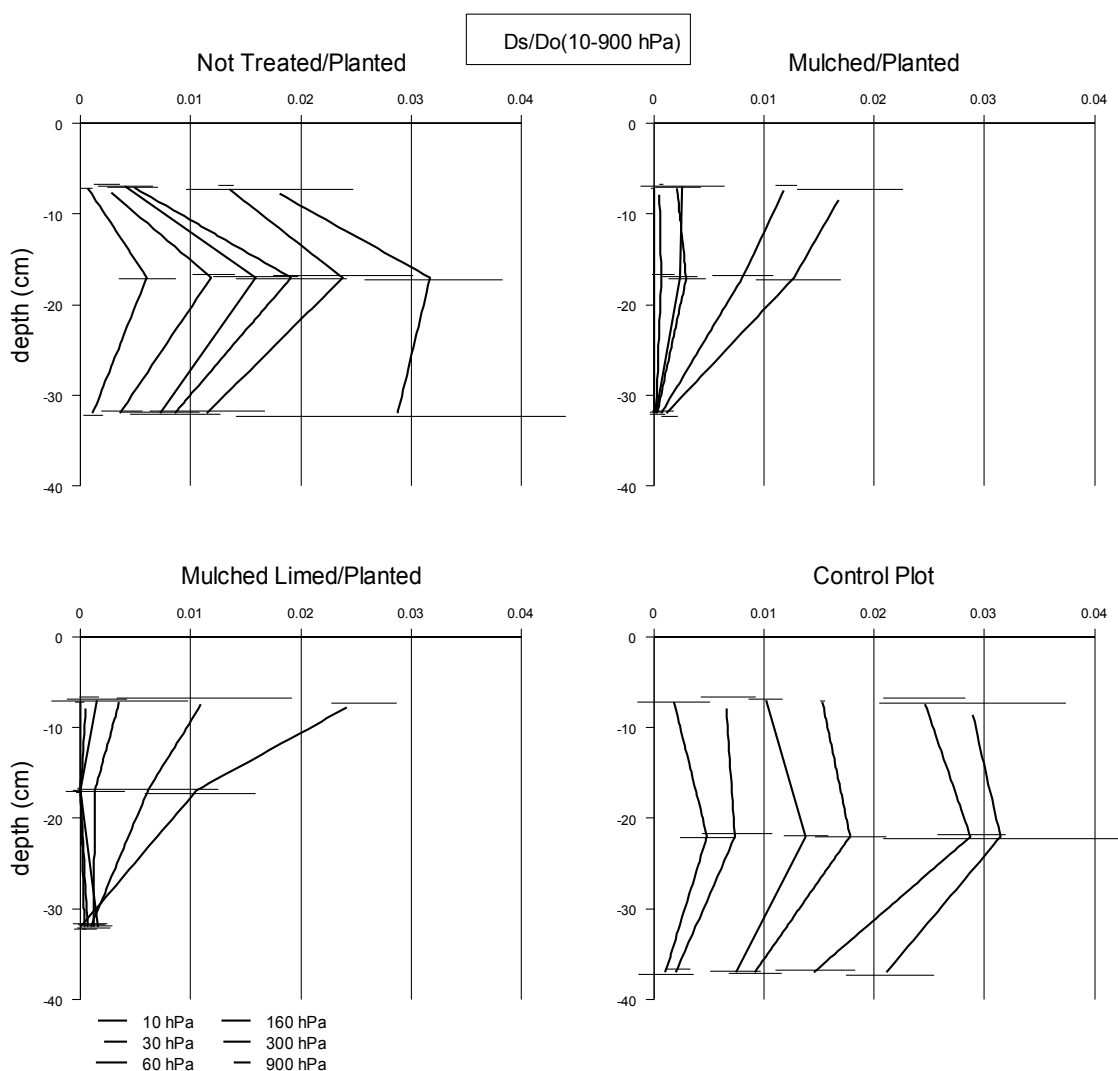 Ds/Do(10-900 hPa)
Not Treated/Planted
Mulched/Planted
0 0.01 0.02 0.03 0.04
0 0.01 0.02 0.03 0.04
0
-10
-20
-30
-40
depth (cm)
0
-10
-20
-30
-40
Mulched Limed/Planted
Control Plot
0 0.01 0.02 0.03 0.04
0 0.01 0.02 0.03 0.04
0
-10
-20
-30
-40
depth (cm)
0
-10
-20
-30
-40
10 hPa 160 hPa
30 hPa 300 hPa
60 hPa 900 hPa